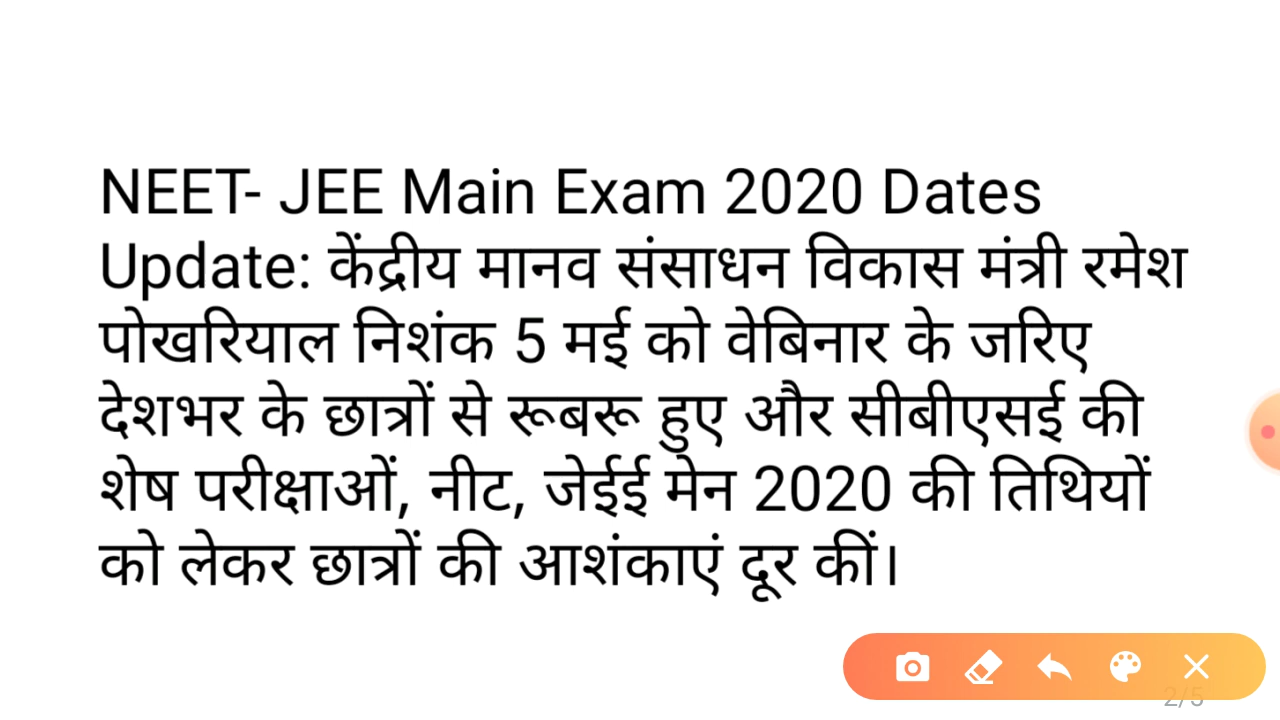 NEET- JEE Main Exam 2020 Dates
Update: केंद्रीय मानव संसाधन विकास मंत्री रमेश
पोखरियाल निशंक 5 मई को वेबिनार के जरिए
देशभर के छात्रों से रूबरू हुए और सीबीएसई की
शेष परीक्षाओं, नीट, जेईई मेन 2020 की तिथियों
को लेकर छात्रों की आशंकाएं दूर कीं।
2/5